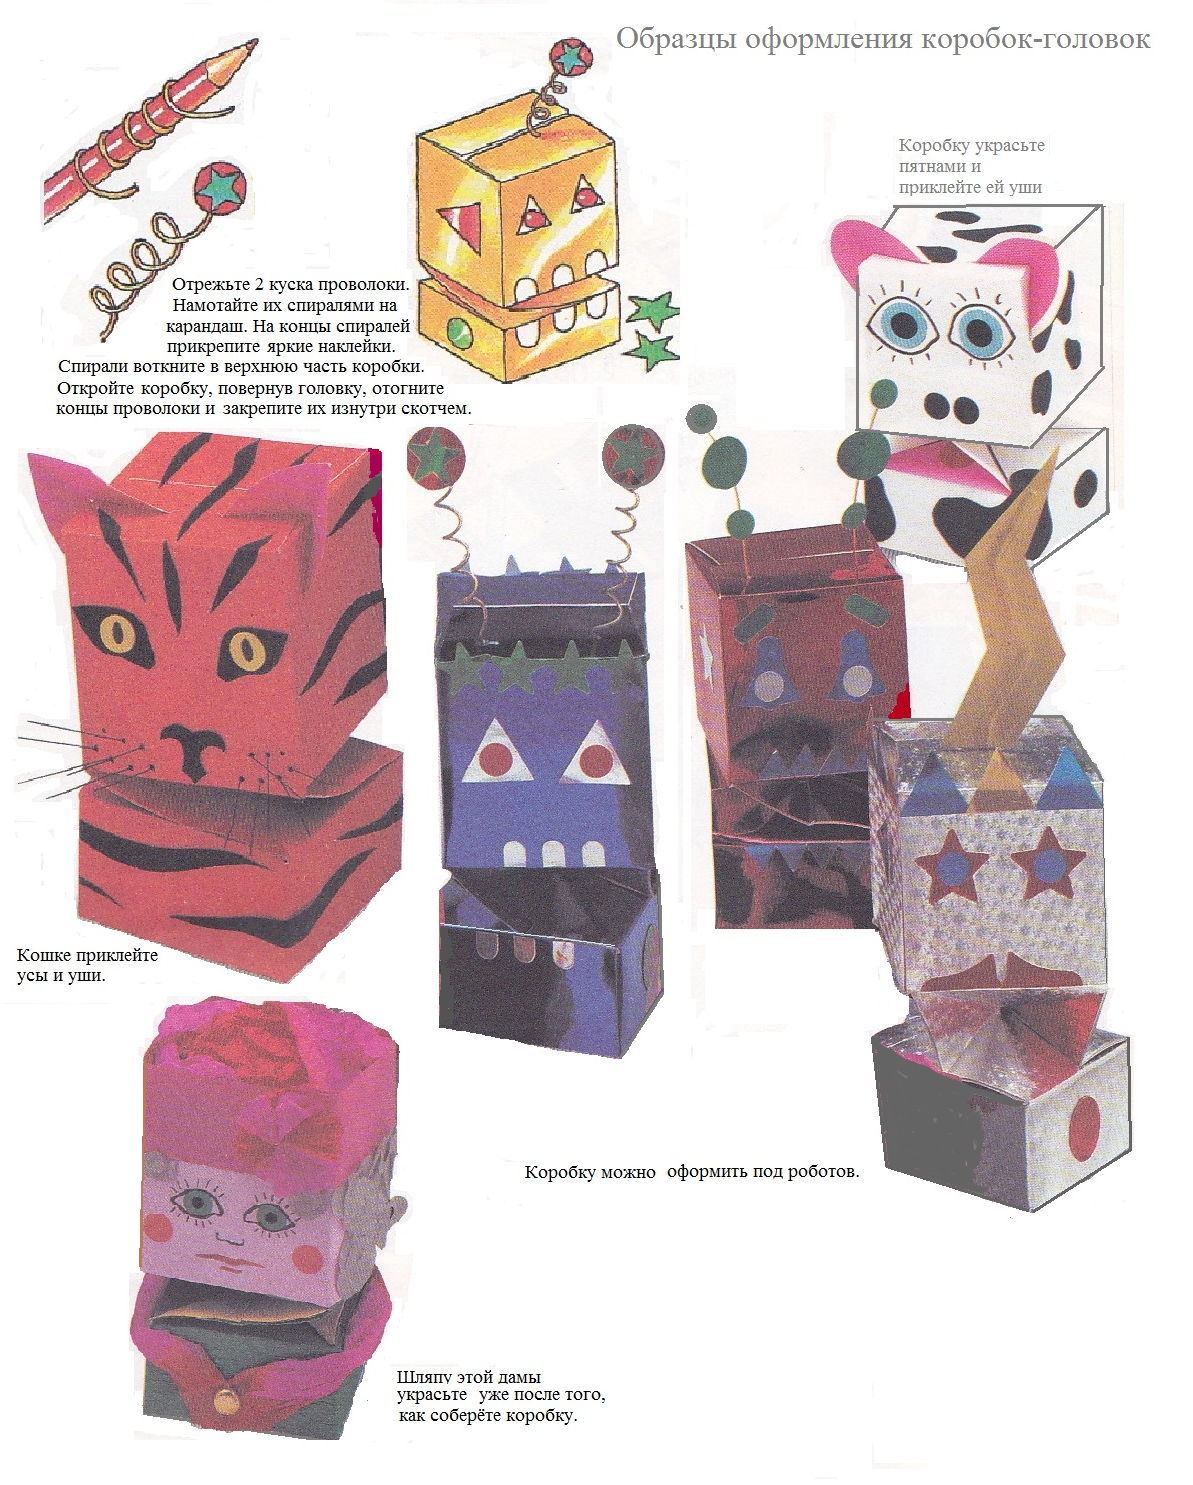 Образцы оформления коробок-головок
Коробку украсьте
пятнами и
приклейте ей уши
Отрежьте 2 куска проволоки.
Намотайте их спиралями на
карандаш. На концы спиралей
прикрепите яркие наклейки.
Спирали воткните в верхнюю часть коробки.
Откройте коробку, повернув головку, отогните
концы проволоки и закрепите их изнутри скотчем.
Кошке приклейте
усы и уши.
Коробку можно оформить под роботов.
Шляпу этой дамы
украсьте уже после того,
как соберёте коробку.